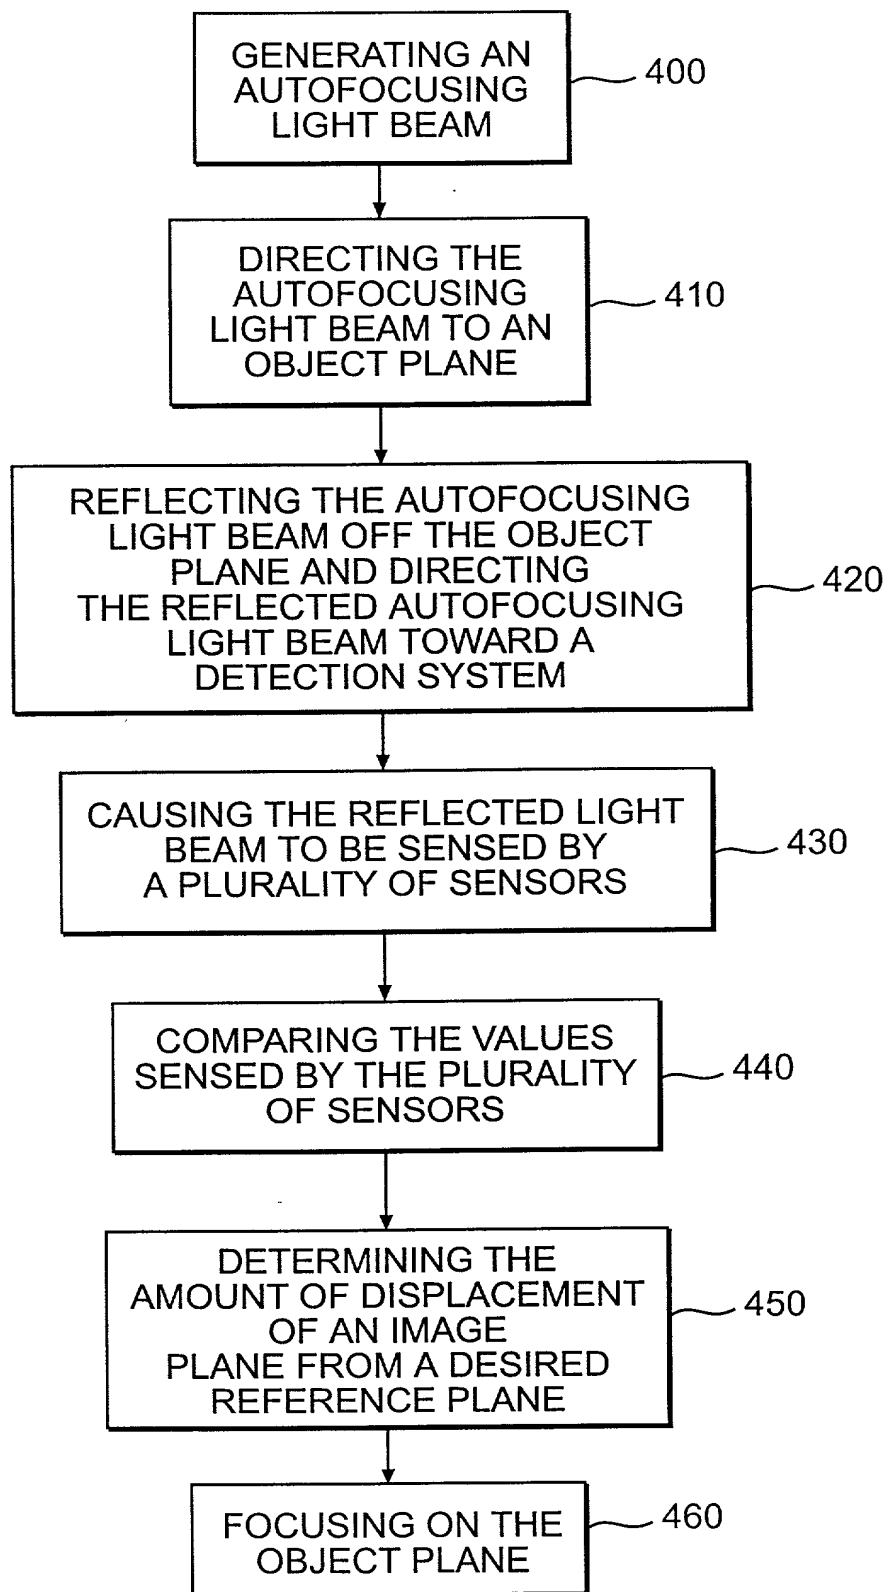 GENERATING AN
AUTOFOCUSING
LIGHT BEAM
400
DIRECTING THE
AUTOFOCUSING
LIGHT BEAM TO AN
OBJECT PLANE
410
REFLECTING THE AUTOFOCUSING
LIGHT BEAM OFF THE OBJECT
PLANE AND DIRECTING
THE REFLECTED AUTOFOCUSING
LIGHT BEAM TOWARD A
DETECTION SYSTEM
420
CAUSING THE REFLECTED LIGHT
BEAM TO BE SENSED BY
A PLURALITY OF SENSORS
430
COMPARING THE VALUES
SENSED BY THE PLURALITY
OF SENSORS
440
DETERMINING THE
AMOUNT OF DISPLACEMENT
OF AN IMAGE
PLANE FROM A DESIRED
REFERENCE PLANE
450
FOCUSING ON THE
OBJECT PLANE
460